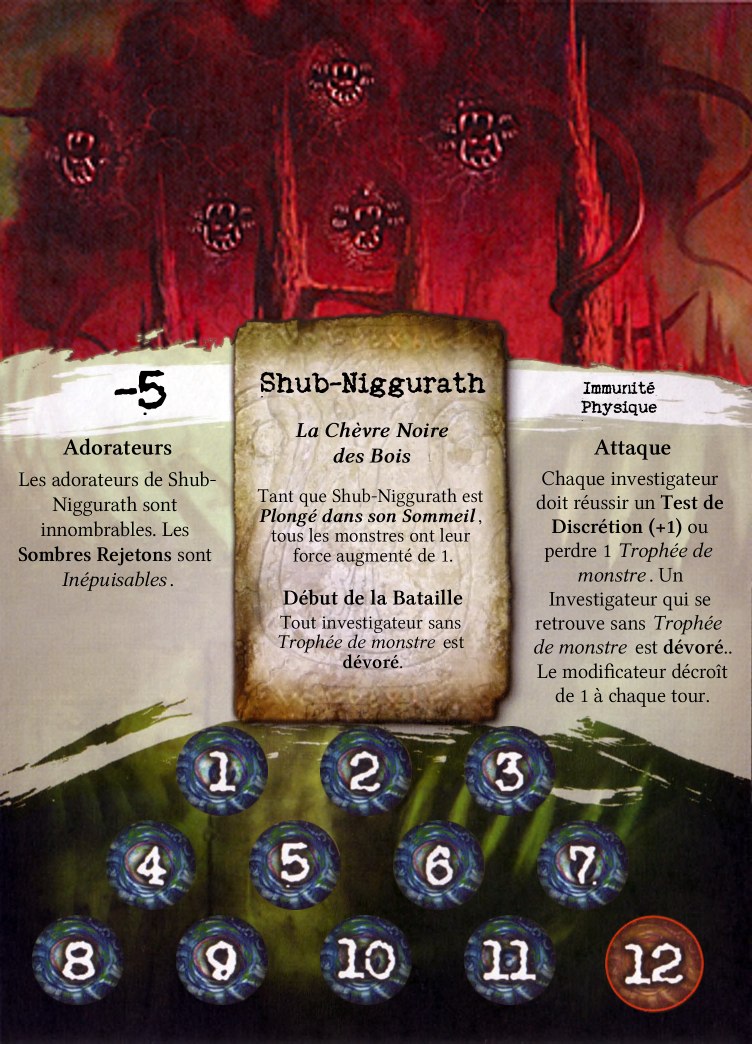 -5
Adorateurs
Les adorateurs de Shub-
Niggurath sont
innombrables. Les
Sombres Rejetons sont
Inépuisables.
Shub-Niggurath
La Chèvre Noire
des Bois
Tant que Shub-Niggurath est
Plongé dans son Sommeil,
tous les monstres ont leur
force augmenté de 1.
Début de la Bataille
Tout investigateur sans
Trophée de monstre est
dévoré.
Immunité
Physique
Attaque
Chaque investigateur
doit réussir un Test de
Discrétion (+1) ou
perdre 1 Trophée de
monstre. Un
Investigateur qui se
retrouve sans Trophée
de monstre est dévoré..
Le modificateur décroît
de 1 à chaque tour.
1 2 3
4 5 6 7
8 9 10 11 12